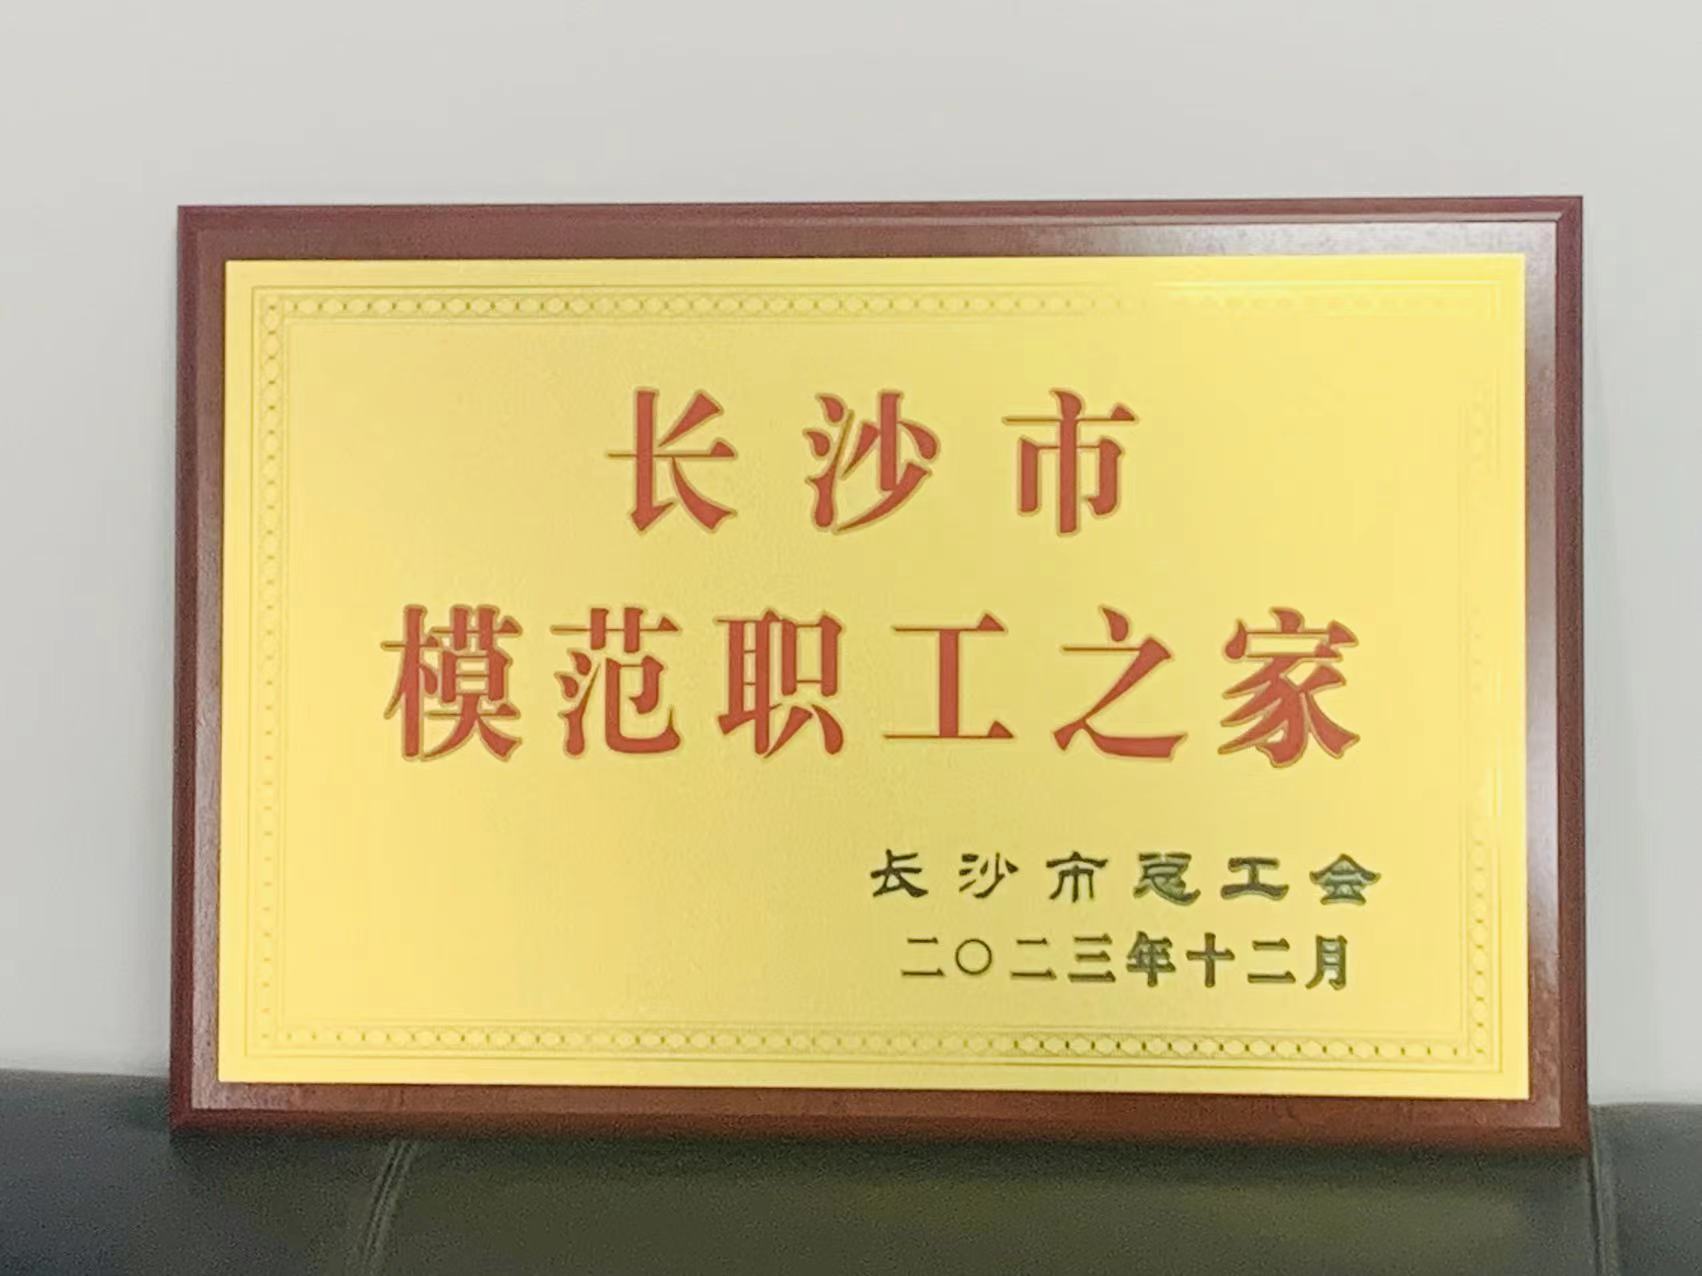 长沙市
模范职工之家
长沙市总工会
二〇二三年十二月